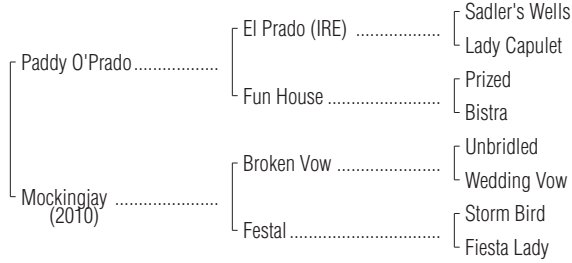 Paddy O'Prado
Mockingjay
(2010)
El Prado (IRE)
Fun House
Broken Vow
Festal
Sadler's Wells
Lady Capulet
Prized
Bistra
Unbridled
Wedding Vow
Storm Bird
Fiesta Lady